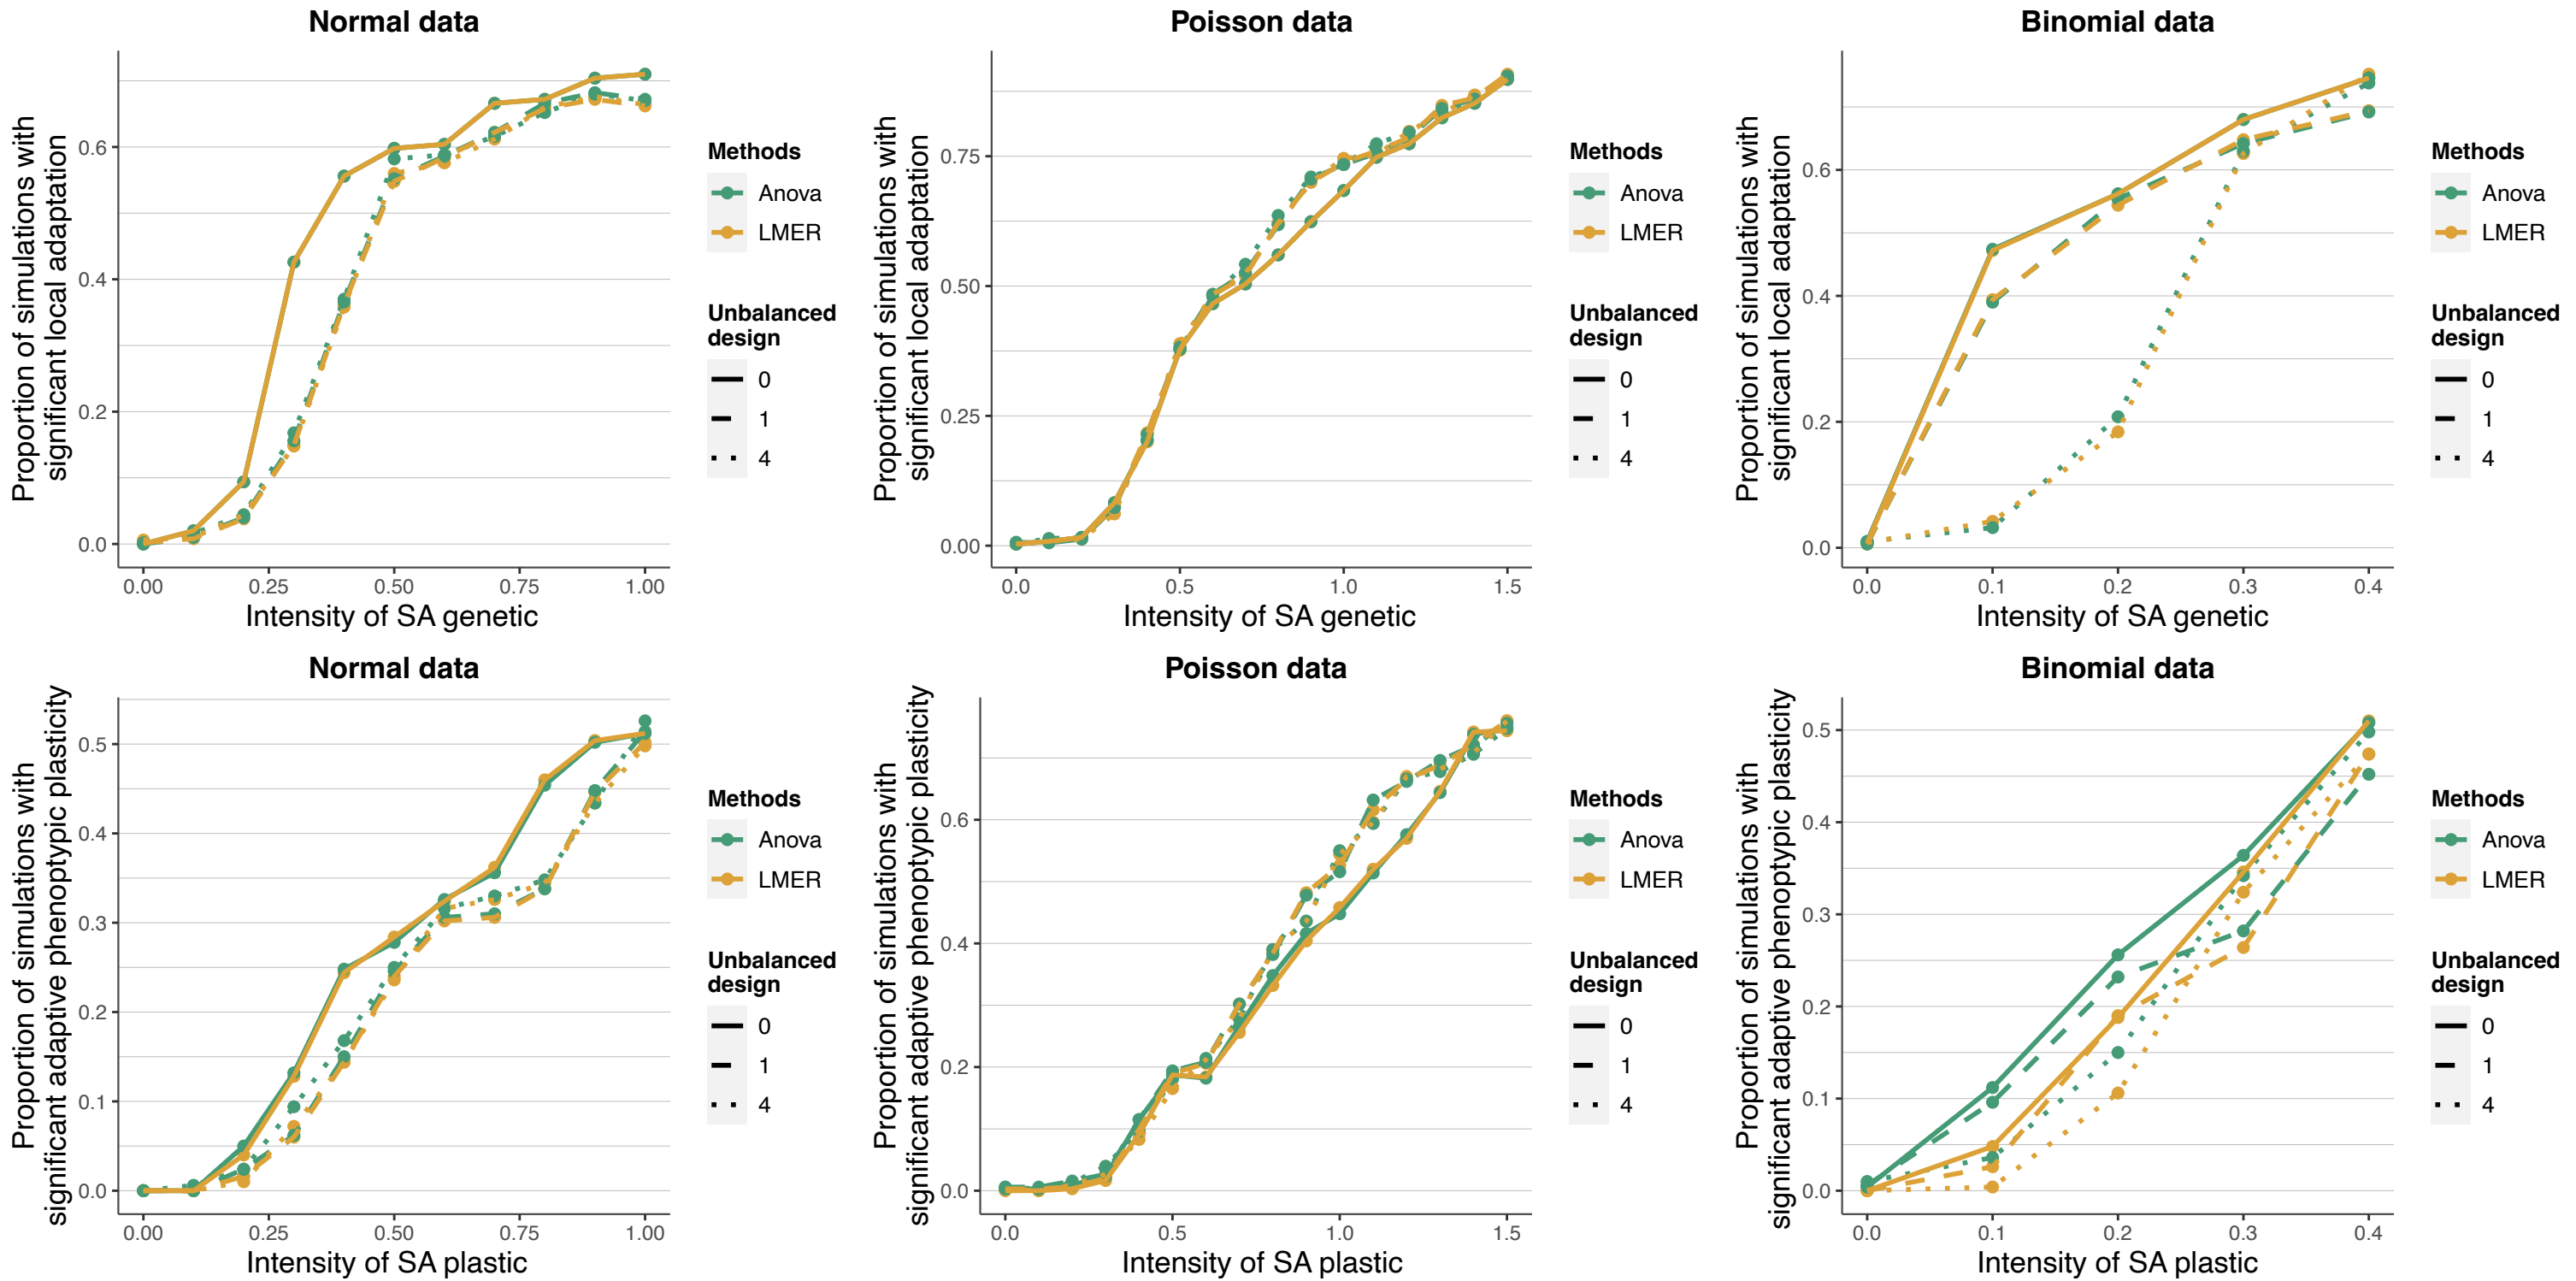 Normal data
Proportion of simulations with
significant local adaptation
0.6
0.4
0.2
0.0
0.00 0.25 0.50 0.75 1.00
Intensity of SA genetic
Methods
Anova
LMER
Unbalanced
design
0
1
4
Poisson data
Proportion of simulations with
significant local adaptation
0.75
0.50
0.25
0.00
0.0 0.5 1.0 1.5
Intensity of SA genetic
Methods
Anova
LMER
Unbalanced
design
0
1
4
Binomial data
Proportion of simulations with
significant local adaptation
0.6
0.4
0.2
0.0
0.0 0.1 0.2 0.3 0.4
Intensity of SA genetic
Methods
Anova
LMER
Unbalanced
design
0
1
4
Normal data
Proportion of simulations with
significant adaptive phenoptypic plasticity
0.5
0.4
0.3
0.2
0.1
0.0
0.00 0.25 0.50 0.75 1.00
Intensity of SA plastic
Methods
Anova
LMER
Unbalanced
design
0
1
4
Poisson data
Proportion of simulations with
significant adaptive phenoptypic plasticity
0.6
0.4
0.2
0.0
0.0 0.5 1.0 1.5
Intensity of SA plastic
Methods
Anova
LMER
Unbalanced
design
0
1
4
Binomial data
Proportion of simulations with
significant adaptive phenoptypic plasticity
0.5
0.4
0.3
0.2
0.1
0.0
0.0 0.1 0.2 0.3 0.4
Intensity of SA plastic
Methods
Anova
LMER
Unbalanced
design
0
1
4